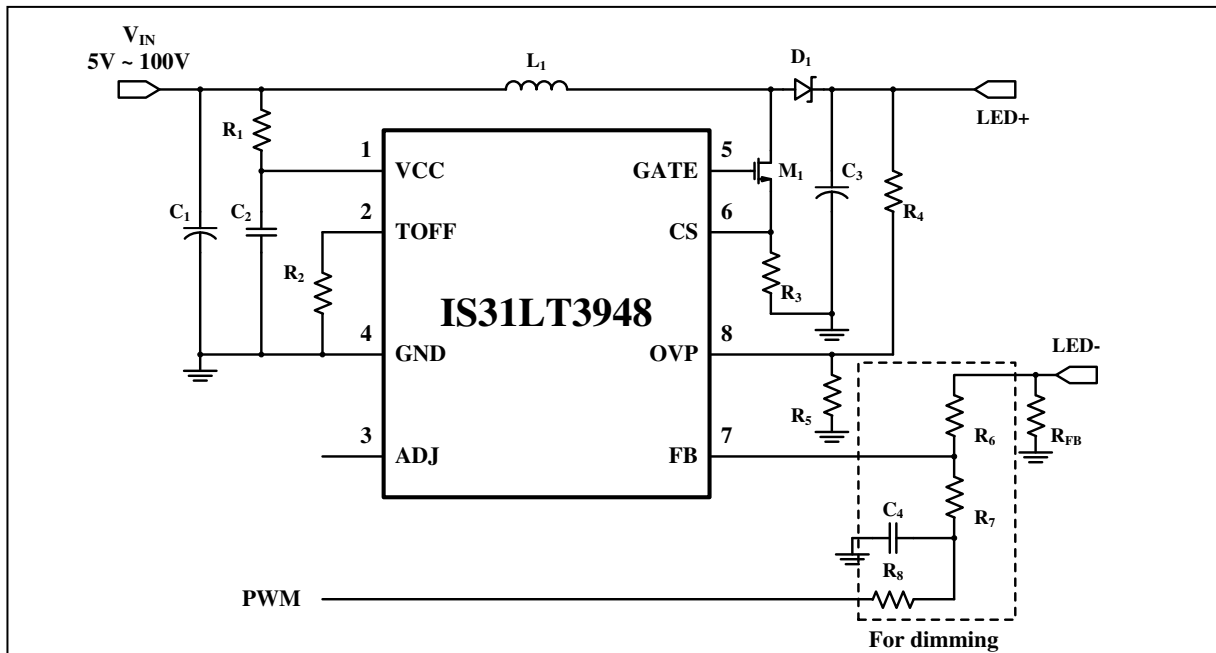 VIN
5V ~ 100V
L1
D1
LED+
R1
1
VCC
GATE
5
M1
C3
R4
C1
C2
2
TOFF
CS
6
R2
R3
IS31LT3948
4
GND
OVP
8
LED-
R5
3
ADJ
FB
7
R6
RFB
R7
C4
R8
PWM
For dimming